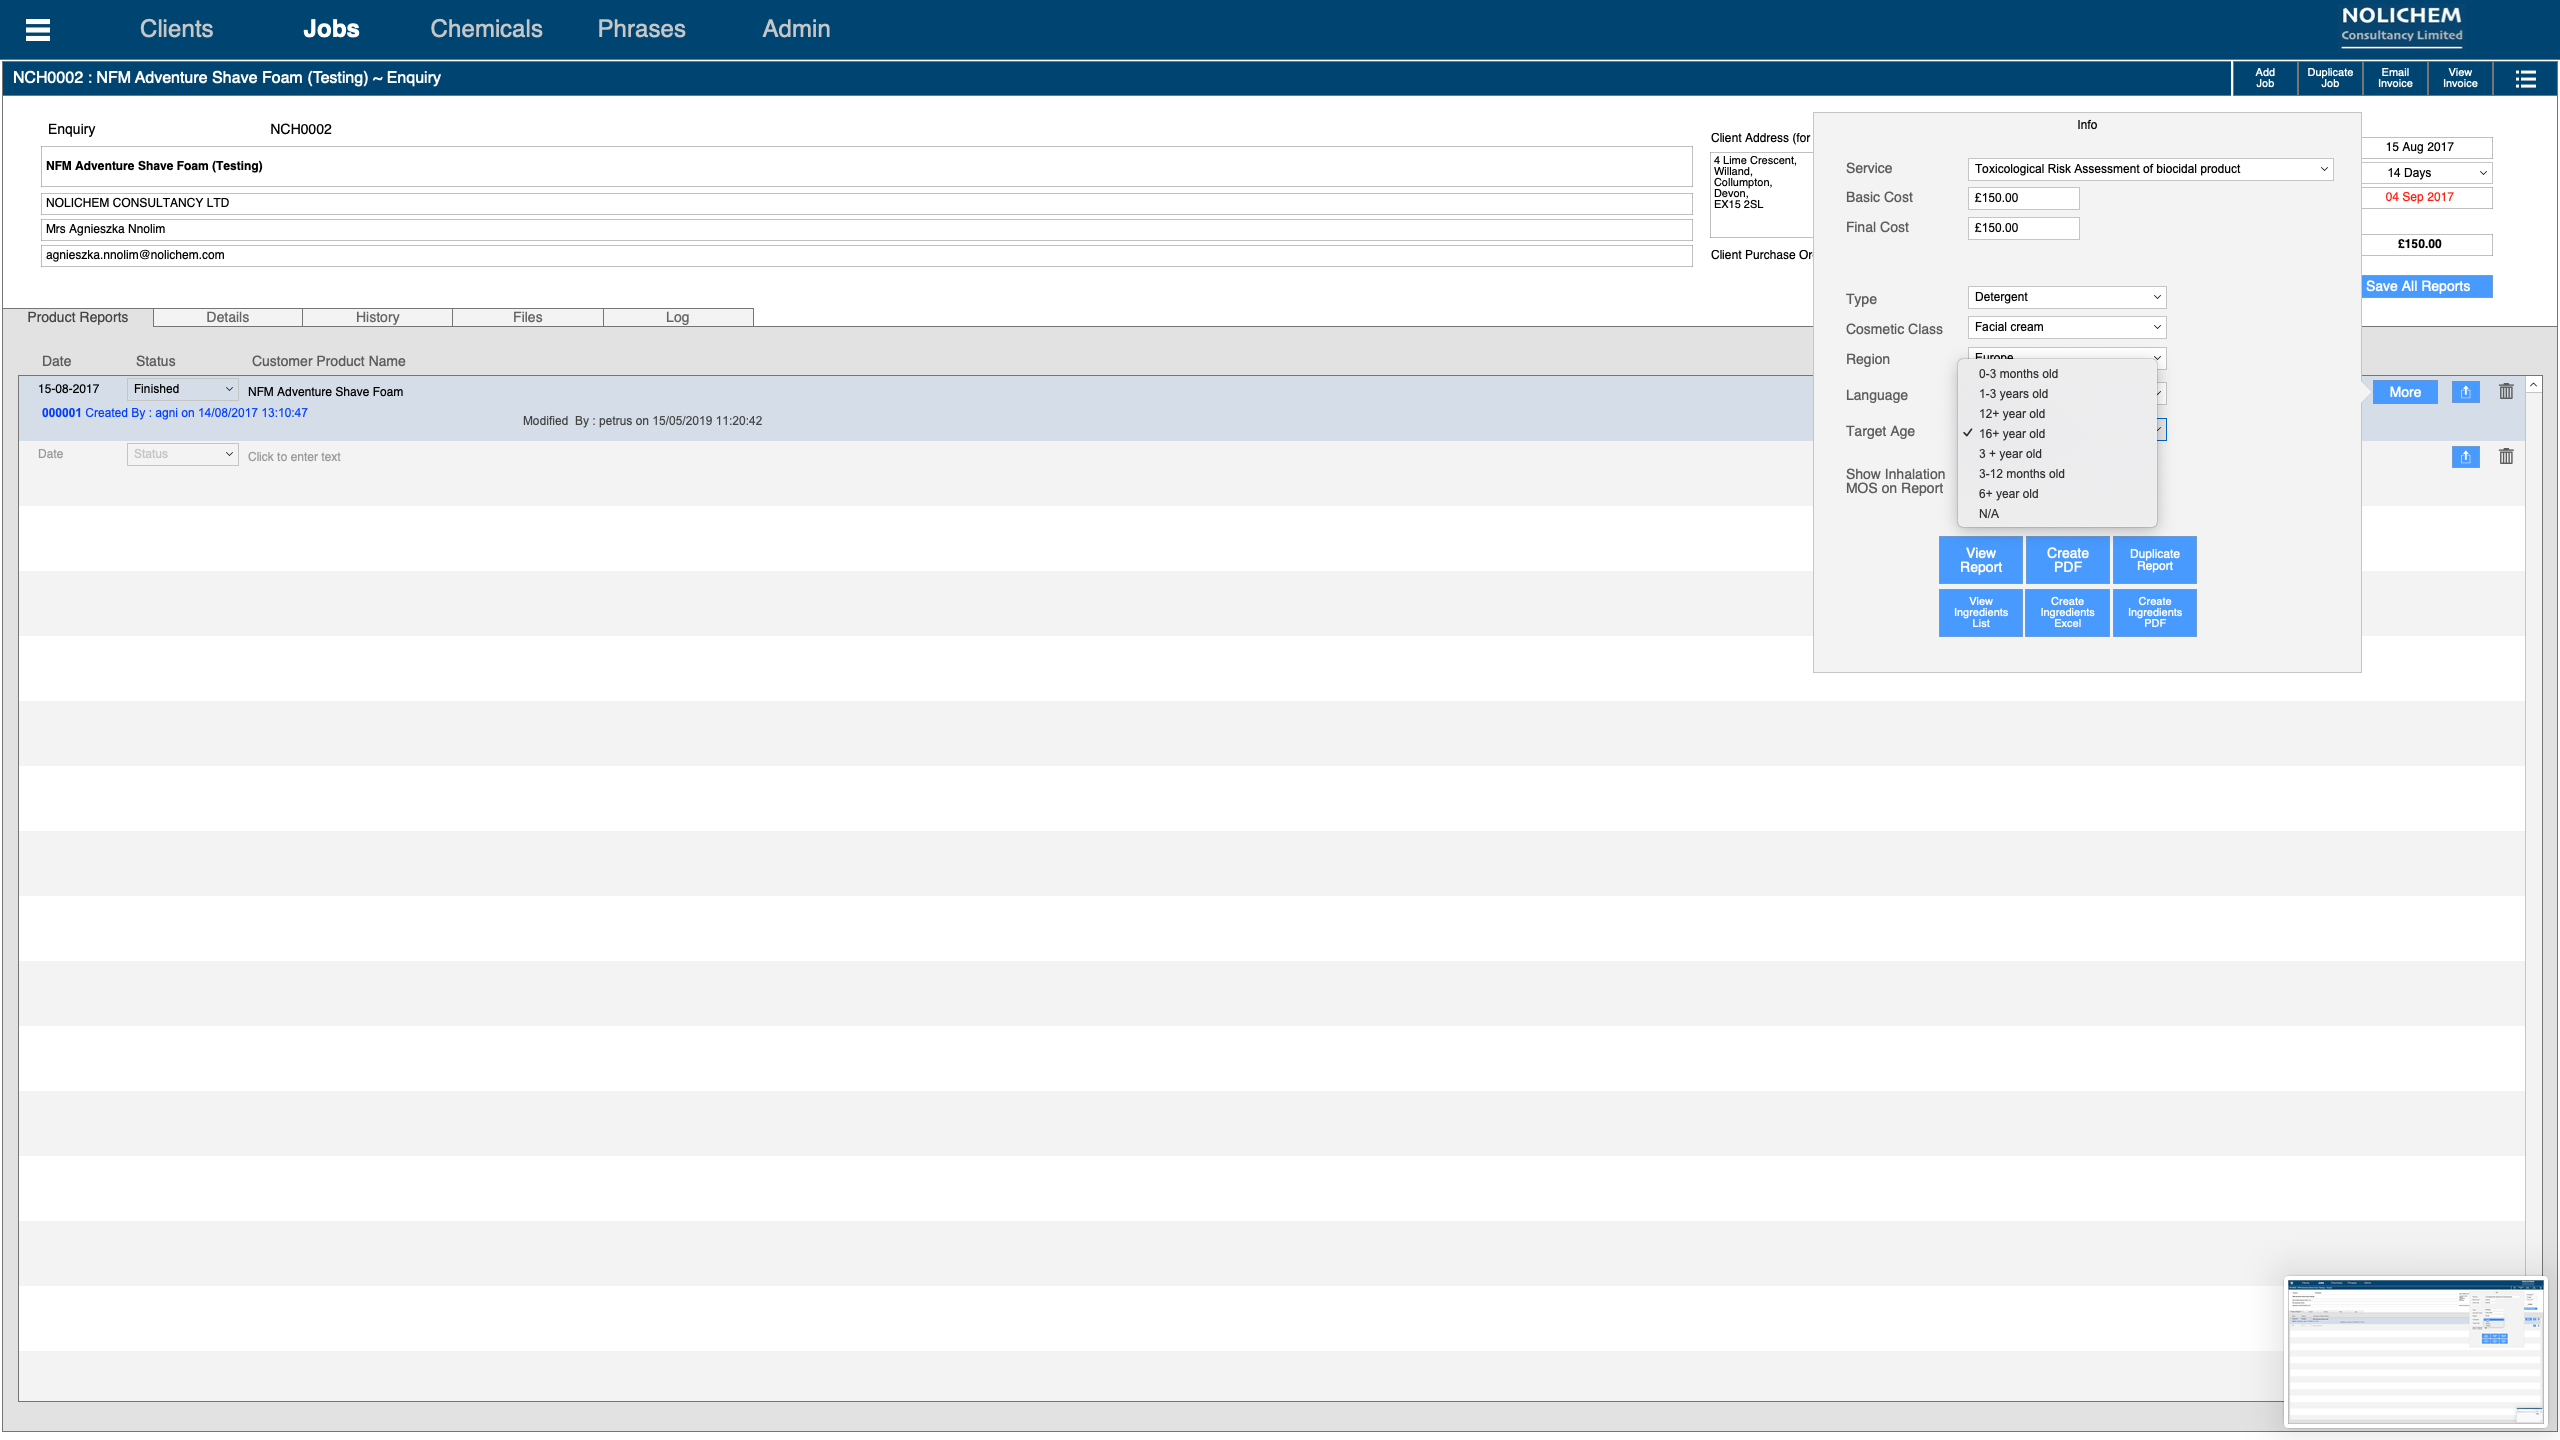 Clients
Jobs
Chemicals
Phrases
Admin
NOLICHEM
Consultancy Limited
NCH0002 : NFM Adventure Shave Foam (Testing) ~ Enquiry
Add
Job
Duplicate
Job
Email
Invoice
View
Invoice
Enquiry
NCH0002
NFM Adventure Shave Foam (Testing)
NOLICHEM CONSULTANCY LTD
Mrs Agnieszka Nnolim
agnieszka.nnolim@nolichem.com
Client Address (for
4 Lime Crescent,
Willand,
Collumpton,
Devon,
EX15 2SL
Client Purchase Or
15 Aug 2017
14 Days
04 Sep 2017
£150.00
Save All Reports
Info
Service
Toxicological Risk Assessment of biocidal product
Basic Cost
£150.00
Final Cost
£150.00
Type
Detergent
Cosmetic Class
Facial cream
Region
Europe
Language
Target Age
0-3 months old
1-3 years old
12+ year old
✓ 16+ year old
3 + year old
3-12 months old
6+ year old
N/A
Show Inhalation
MOS on Report
View
Report
Create
PDF
Duplicate
Report
View
Ingredients
List
Create
Ingredients
Excel
Create
Ingredients
PDF
Product Reports
Details
History
Files
Log
Date
Status
Customer Product Name
15-08-2017
Finished
NFM Adventure Shave Foam
More
000001 Created By : agni on 14/08/2017 13:10:47
Modified By : petrus on 15/05/2019 11:20:42
Date
Status
Click to enter text